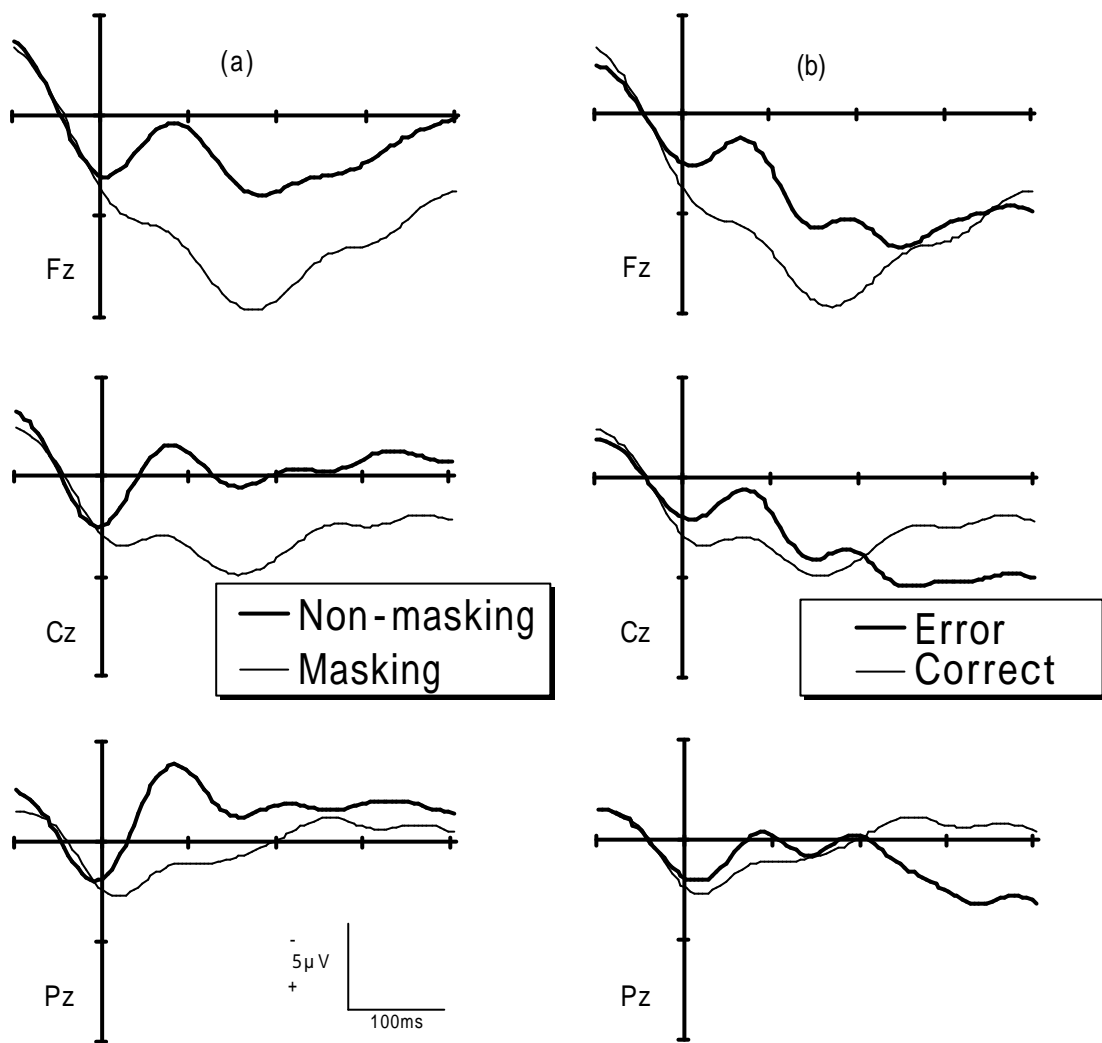 (a)
(b)
Fz
Fz
Non-masking
Masking
Error
Correct
Cz
Cz
-
5µV
+
100ms
Pz
Pz